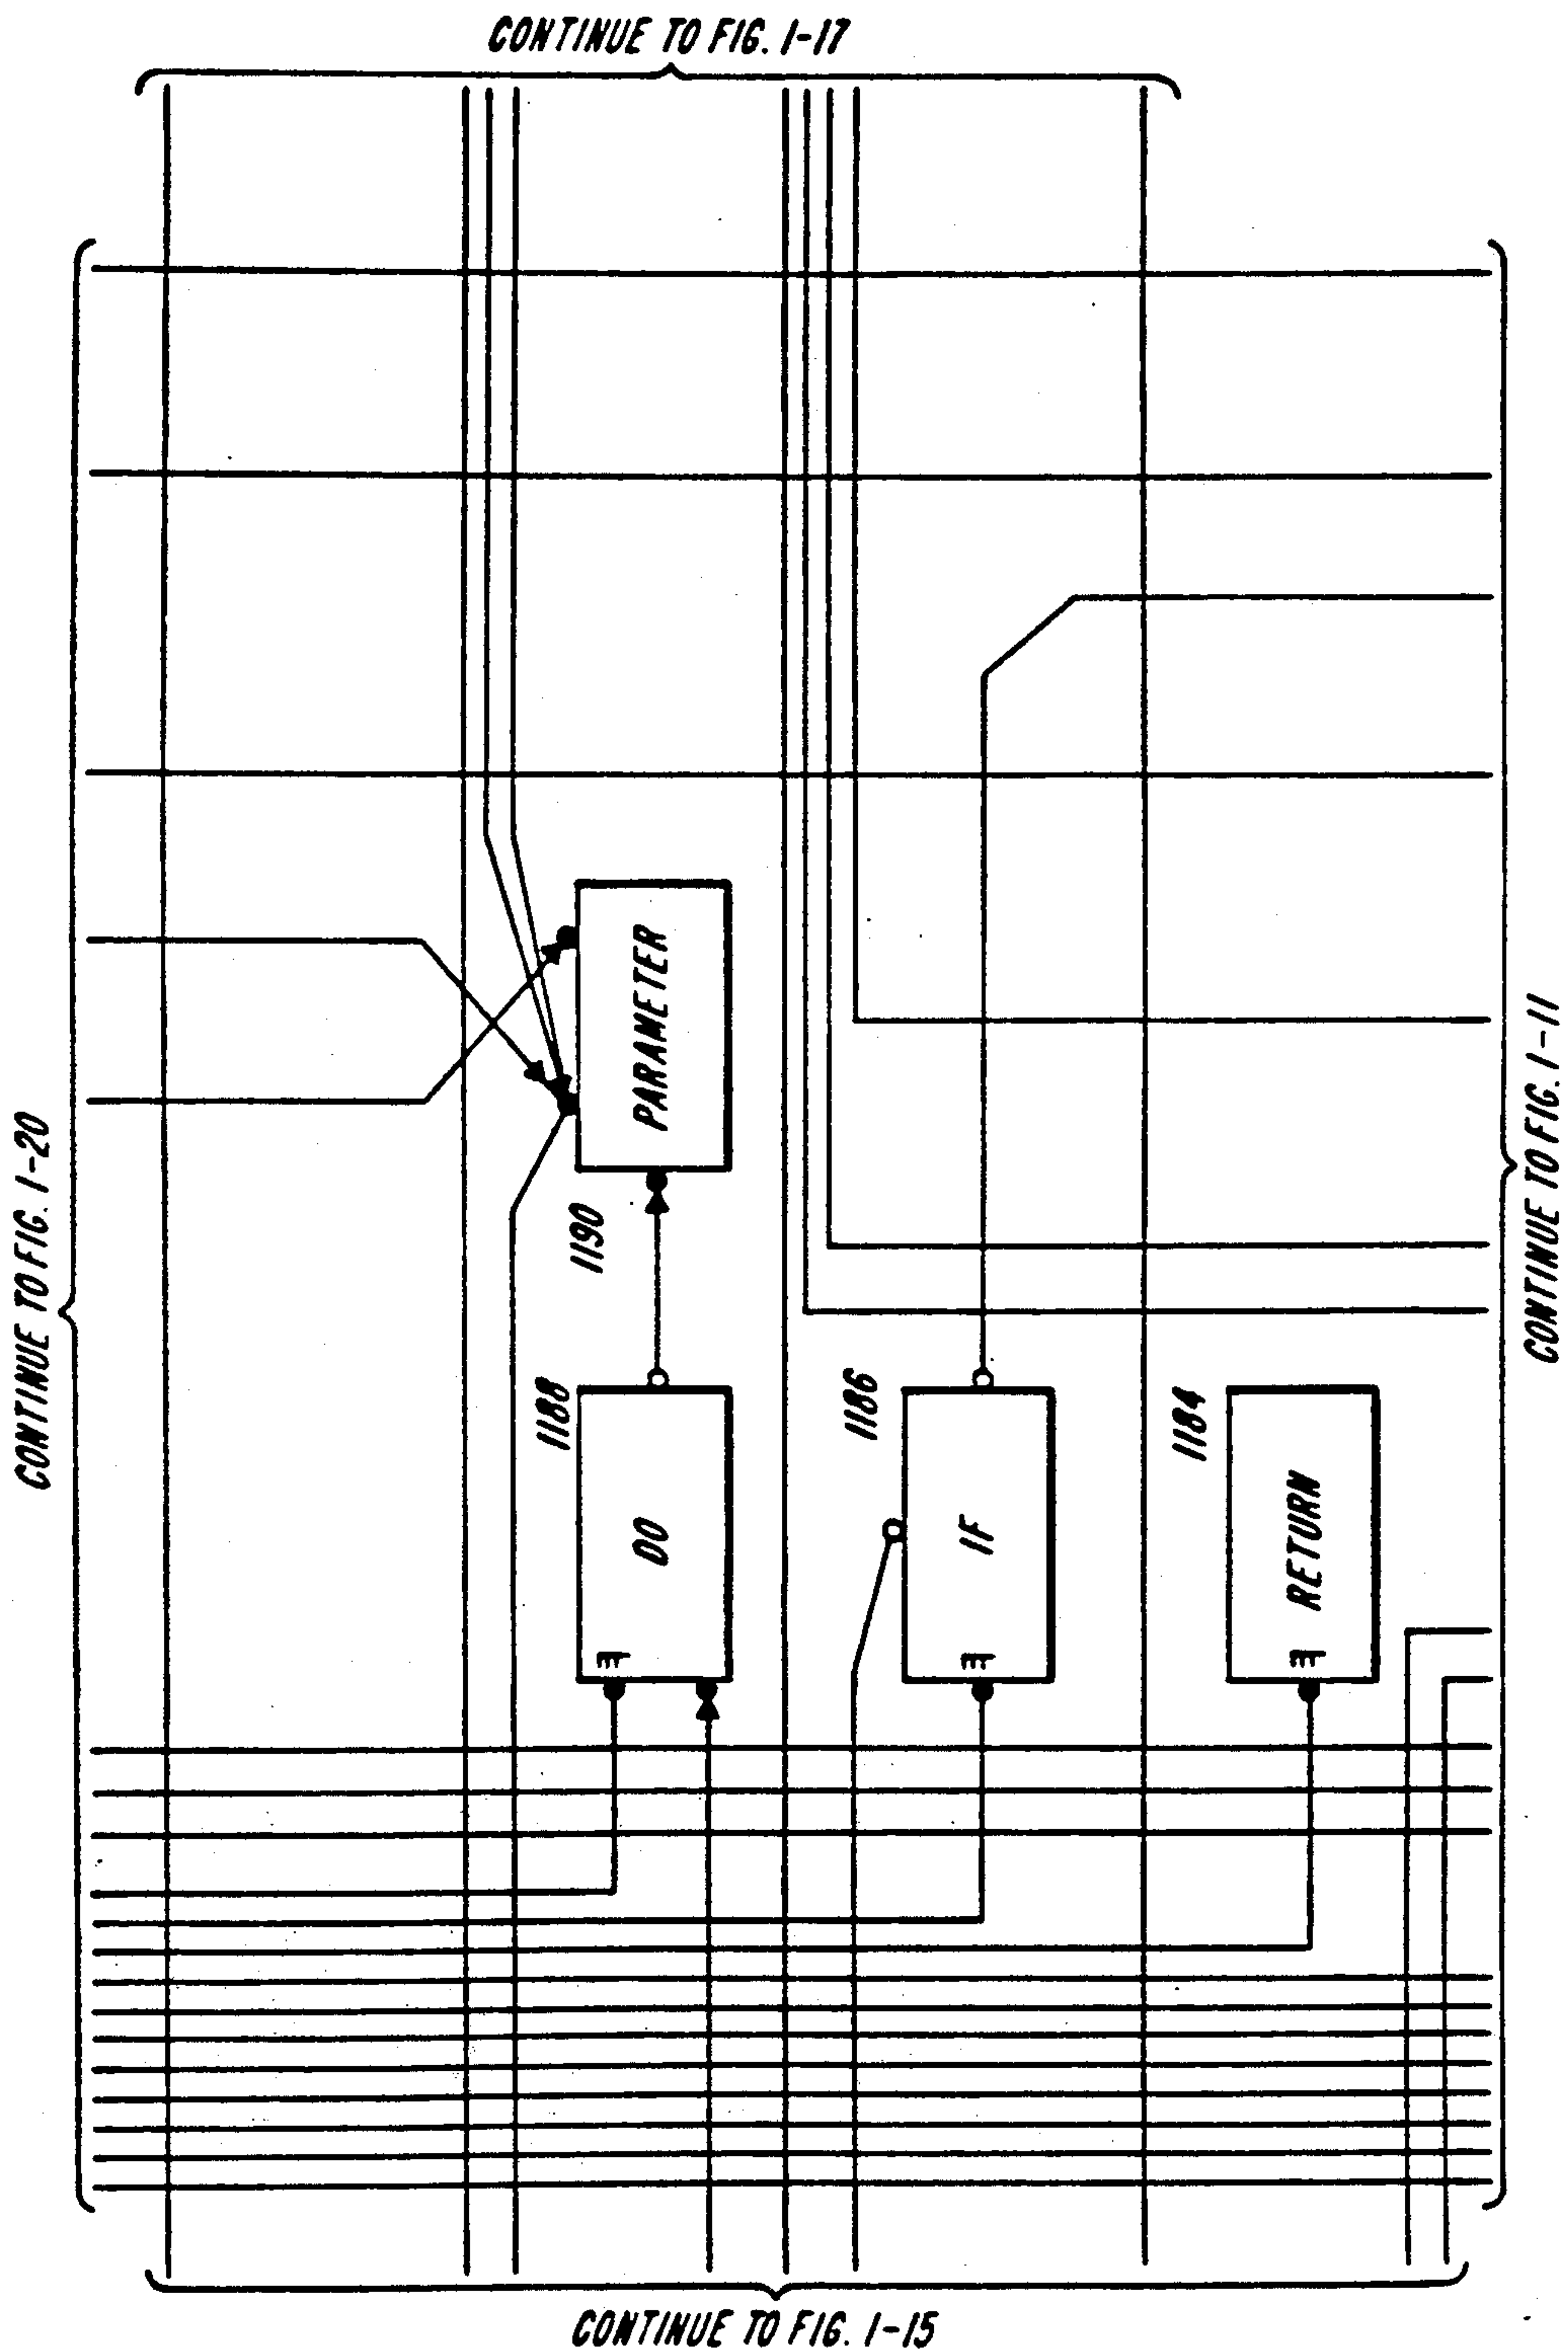 CONTINUE TO FIG. 1-17
CONTINUE TO FIG. 1-20
PARAMETER
1190
CONTINUE TO FIG. 1-11
1188
DO
E
1186
IF
E
1184
RETURN
E
CONTINUE TO FIG. 1-15